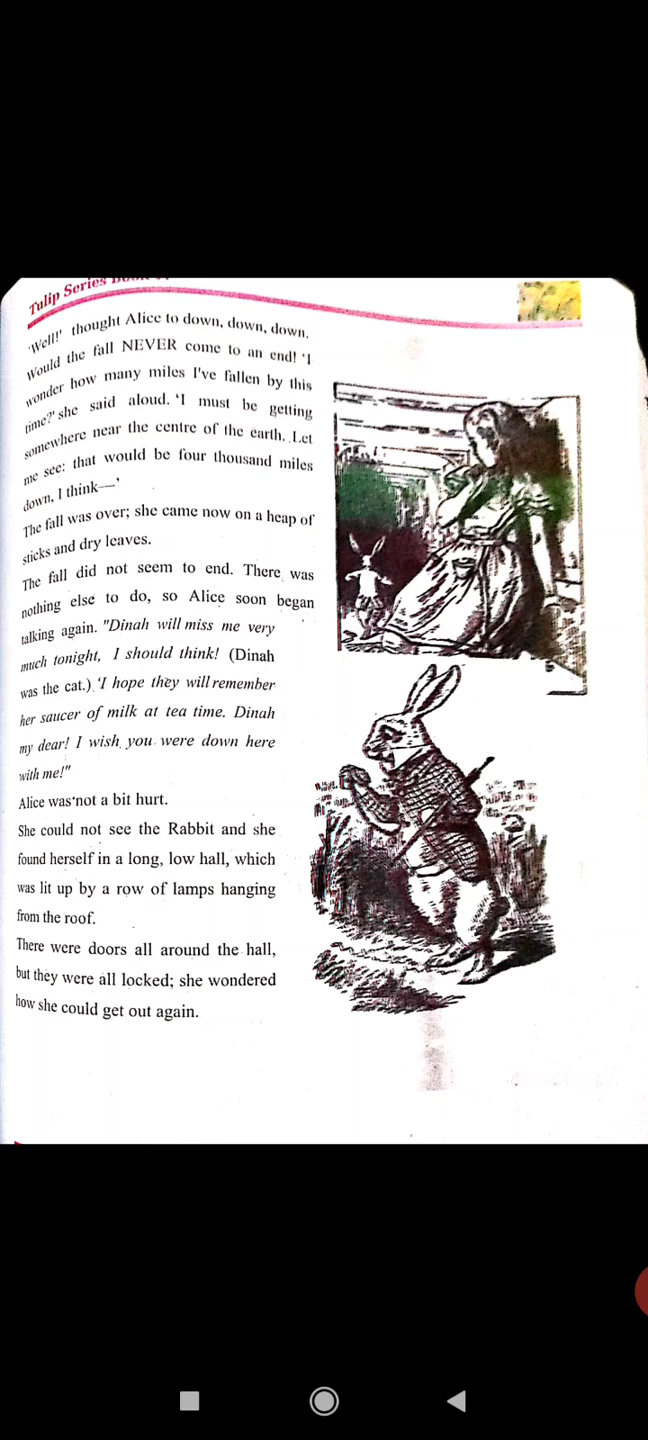 Tulip Series Book
'Well!' thought Alice to down, down, down.
Would the fall NEVER come to an end! 'I
wonder how many miles I've fallen by this
time?' she said aloud. 'I must be getting
somewhere near the centre of the earth. Let
me see: that would be four thousand miles
down, I think—'
The fall was over; she came now on a heap of
sticks and dry leaves.
The fall did not seem to end. There was
nothing else to do, so Alice soon began
talking again. "Dinah will miss me very
much tonight, I should think! (Dinah
was the cat.) 'I hope they will remember
her saucer of milk at tea time. Dinah
my dear! I wish you were down here
with me!"
Alice was not a bit hurt.
She could not see the Rabbit and she
found herself in a long, low hall, which
was lit up by a row of lamps hanging
from the roof.
There were doors all around the hall,
but they were all locked; she wondered
how she could get out again.